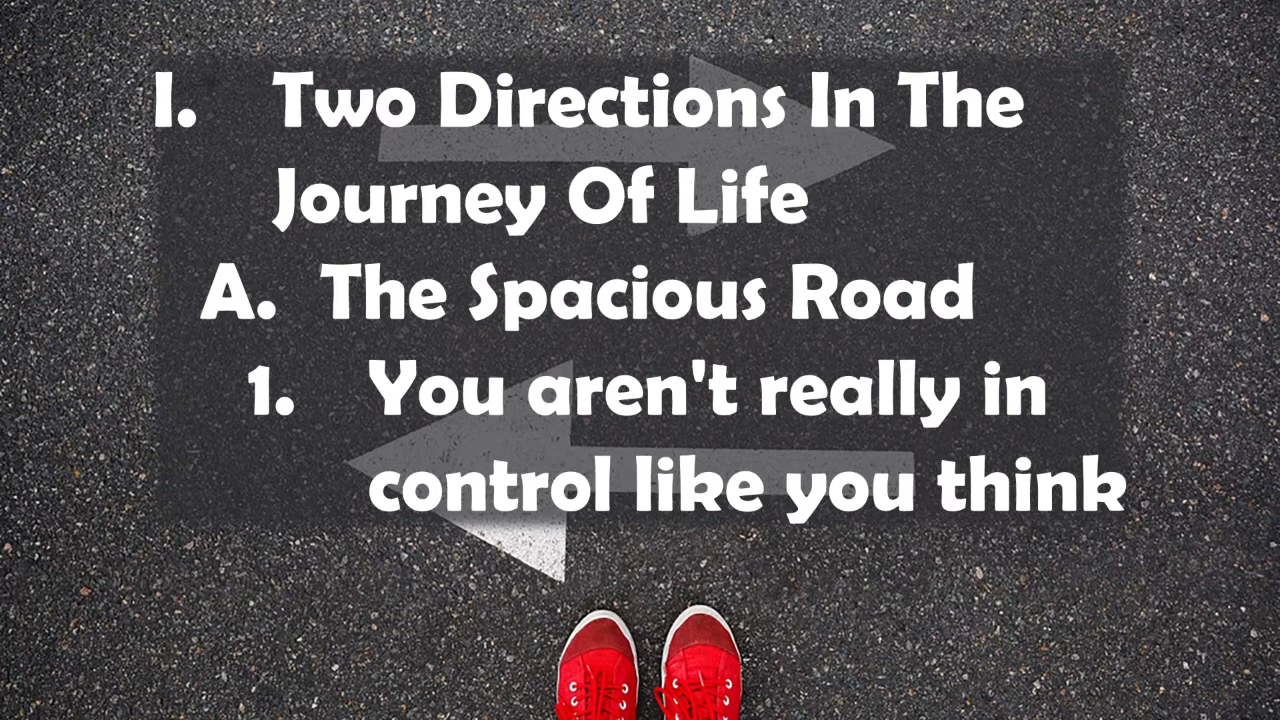 I. Two Directions In The
Journey Of Life
A. The Spacious Road
1. You aren't really in
control like you think